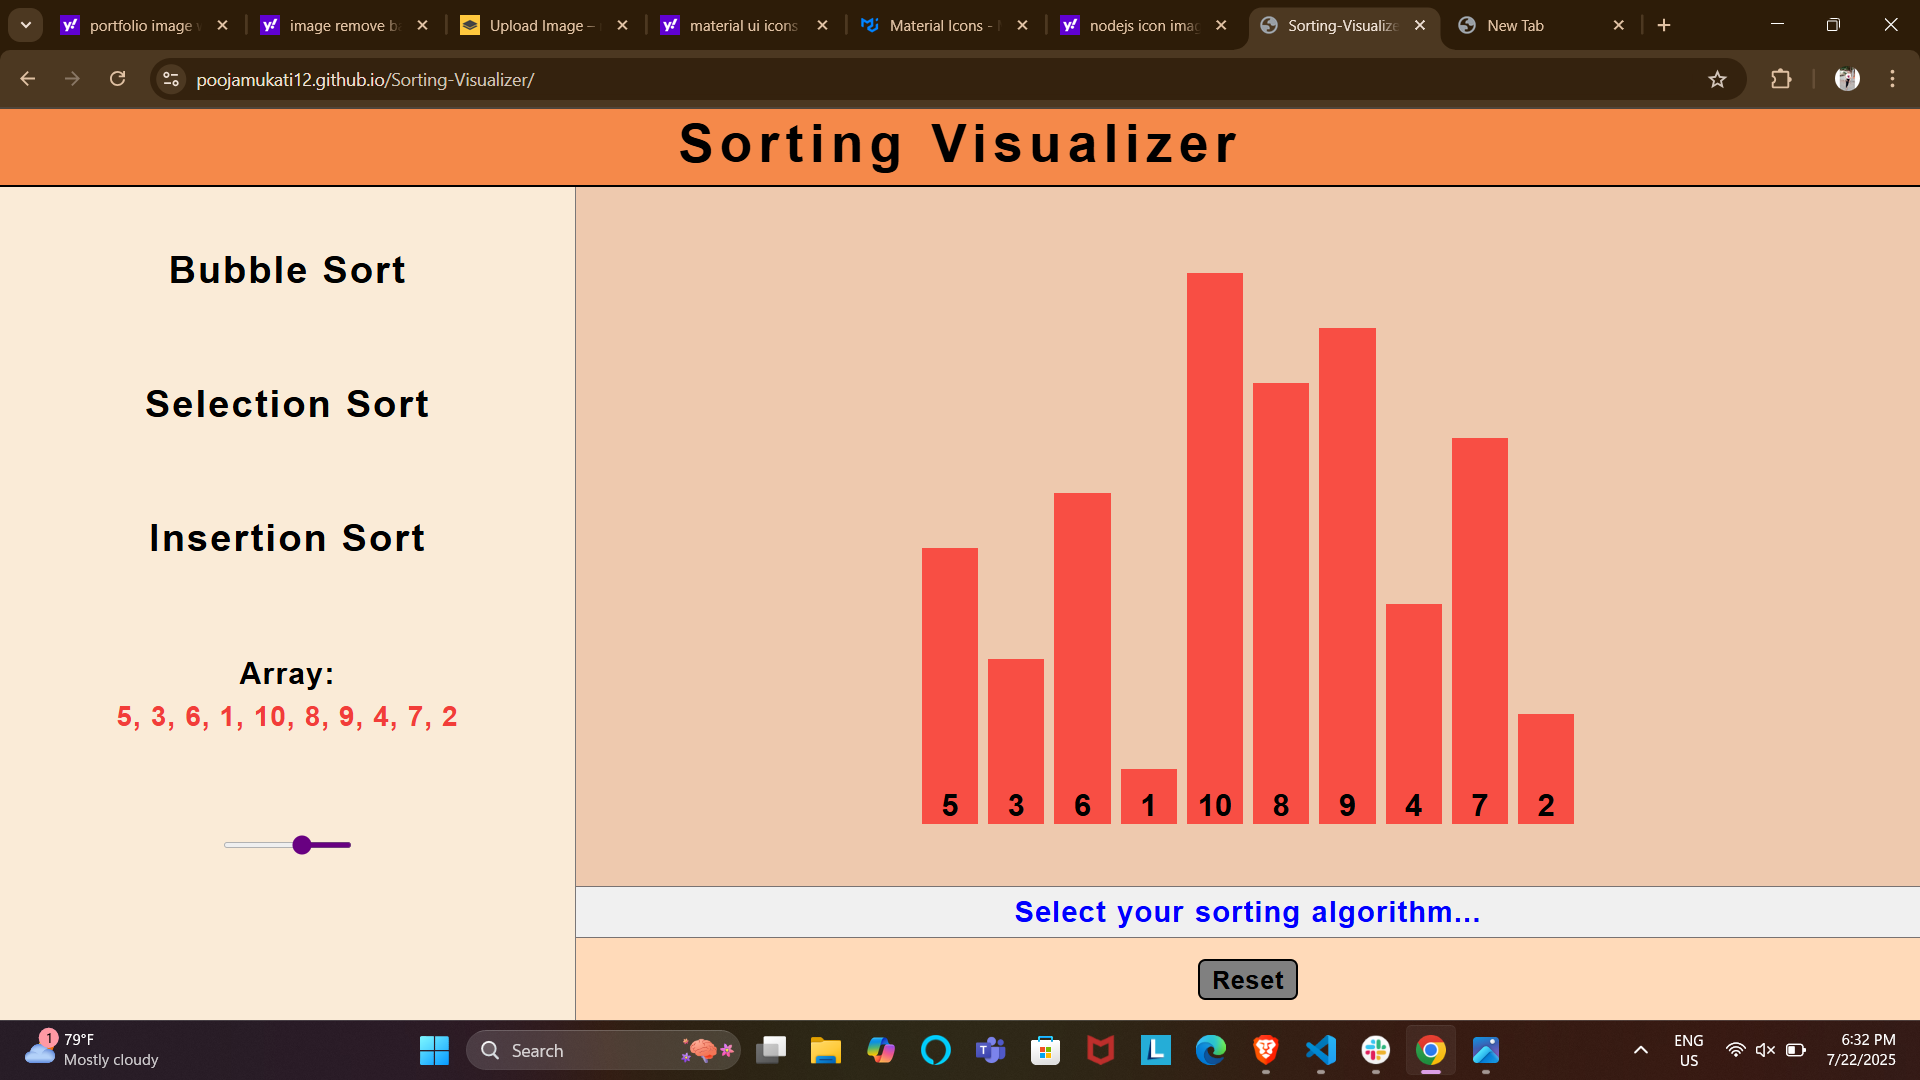 portfolio image w
image remove ba
Upload Image –
material ui icons
Material Icons -
nodejs icon imag
Sorting-Visualize
New Tab
poojamukati12.github.io/Sorting-Visualizer/
Sorting Visualizer
Bubble Sort
Selection Sort
Insertion Sort
Array:
5, 3, 6, 1, 10, 8, 9, 4, 7, 2
5 3 6 1 10 8 9 4 7 2
Select your sorting algorithm...
Reset
1
79°F
Mostly cloudy
Search
ENG
US
6:32 PM
7/22/2025